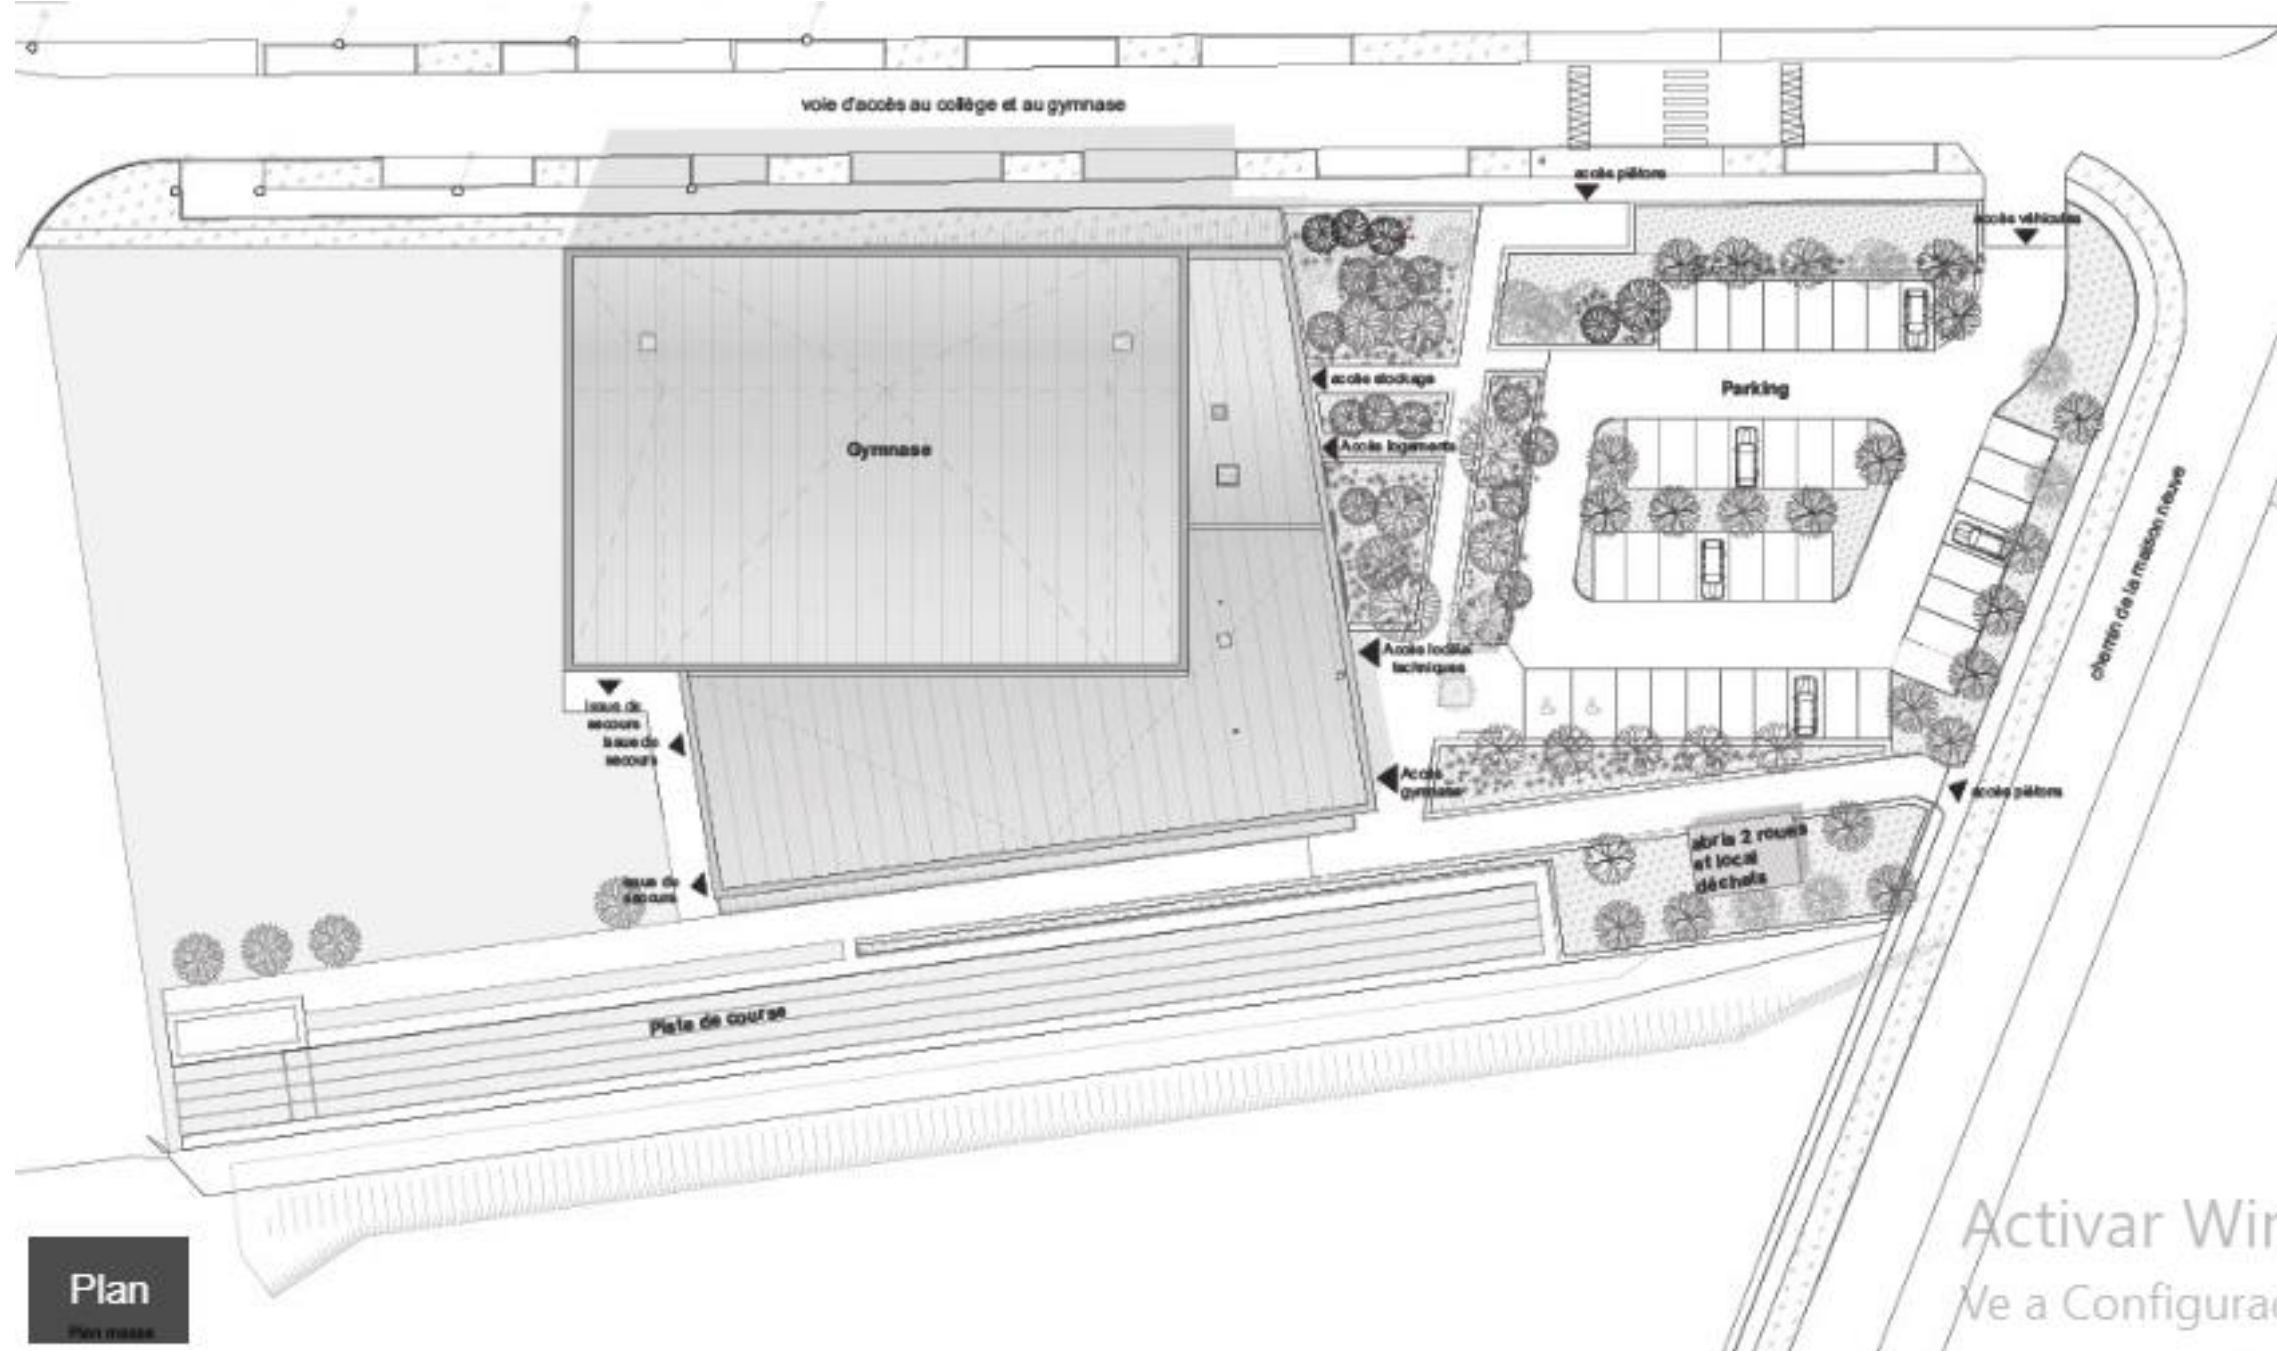 voie d'accès au collège et au gymnase
accès piétons
accès véhicules
accès stockage
Parking
Accès logements
Gymnase
chemin de la maison neuve
Accès locaux
techniques
issue de
secours
issue de
secours
Accès
gymnase
accès piétons
abris 2 roues
et local
déchets
issue de
secours
Piste de course
Activar Win
Ve a Configurac
Plan
Plan masse